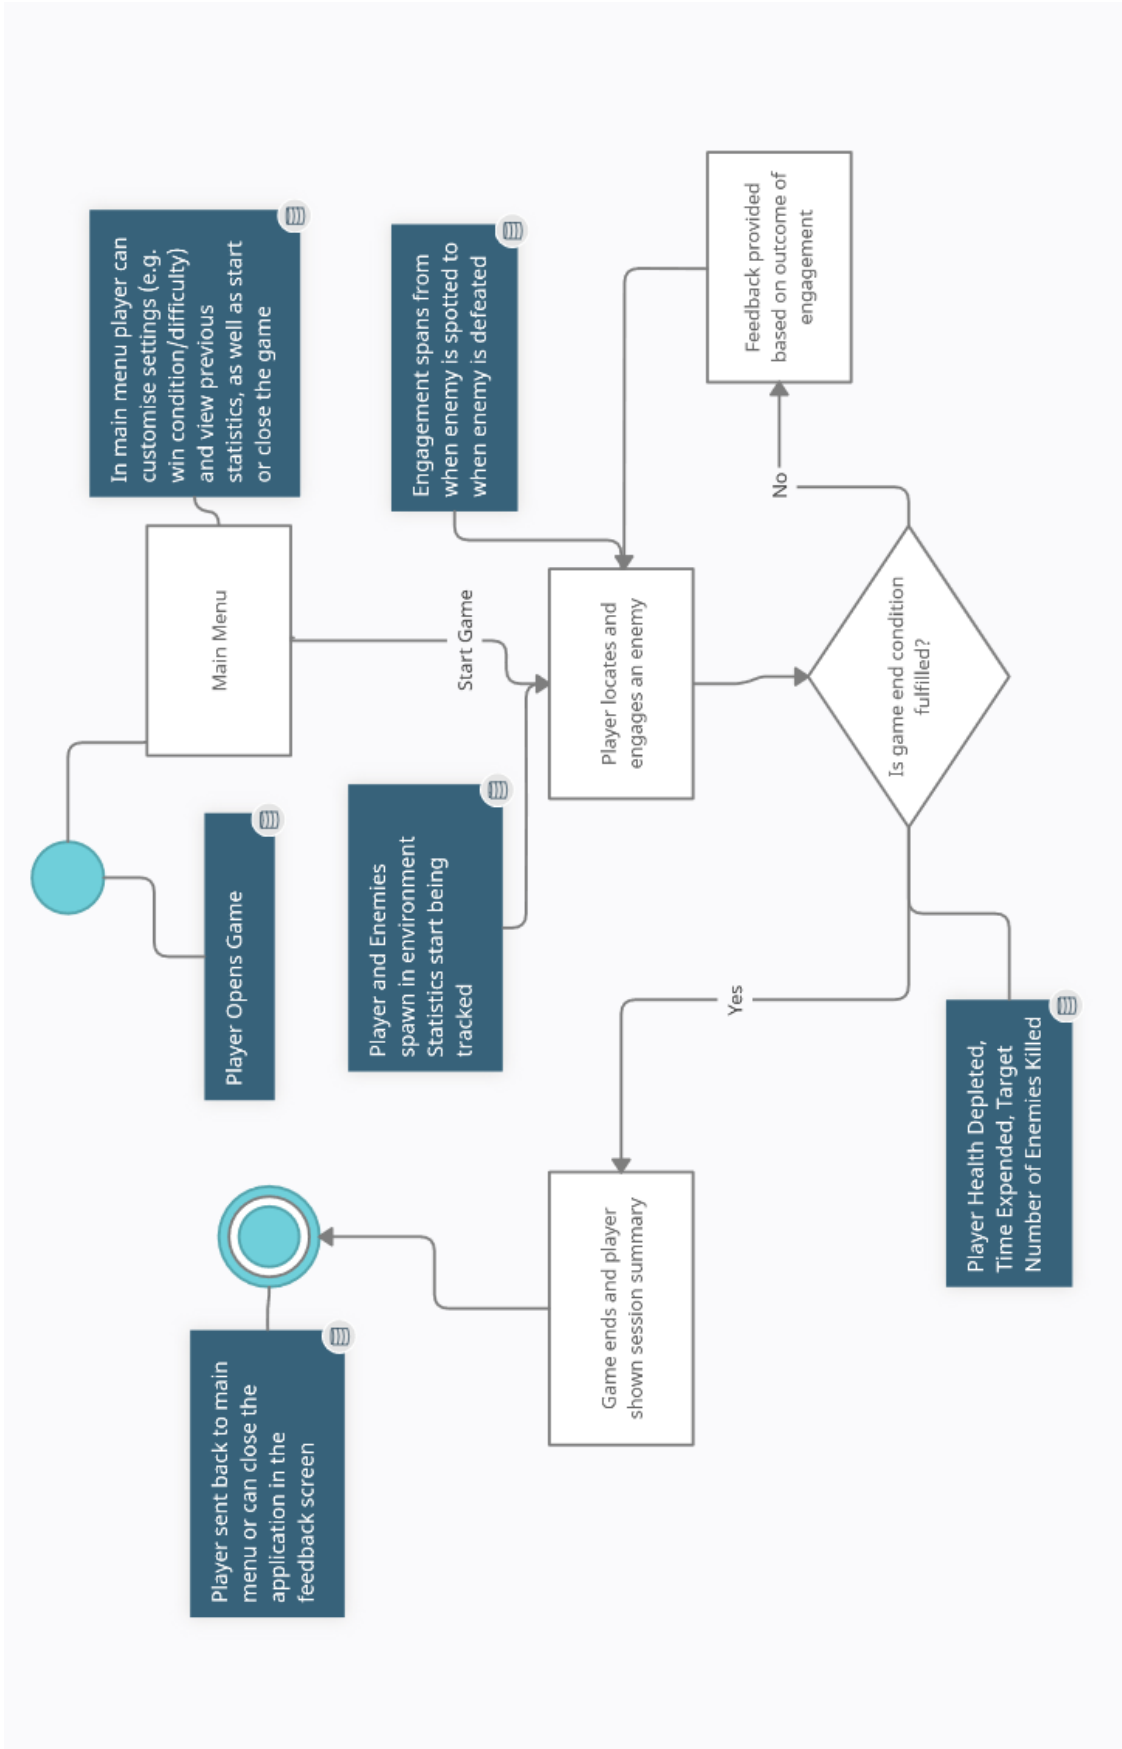 Player Opens Game
Main Menu
In main menu player can
customise settings (e.g.
win condition/difficulty)
and view previous
statistics, as well as start
or close the game
Start Game
Player and Enemies
spawn in environment
Statistics start being
tracked
Engagement spans from
when enemy is spotted to
when enemy is defeated
Player locates and
engages an enemy
Is game end condition
fulfilled?
No
Feedback provided
based on outcome of
engagement
Yes
Player Health Depleted,
Time Expended, Target
Number of Enemies Killed
Game ends and player
shown session summary
Player sent back to main
menu or can close the
application in the
feedback screen